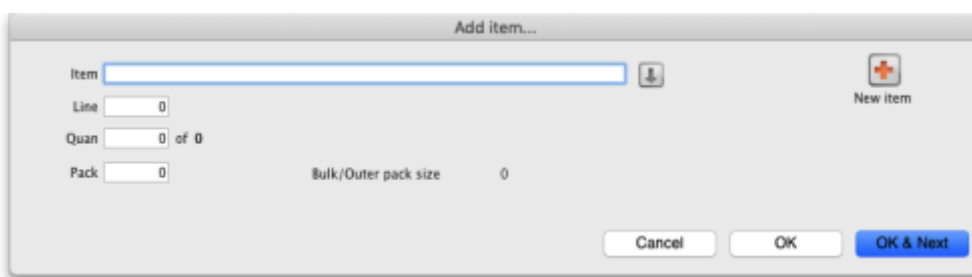 Add item...
Item
New item
Line 0
Quan 0 of 0
Pack 0 Bulk/Outer pack size 0
Cancel OK OK & Next